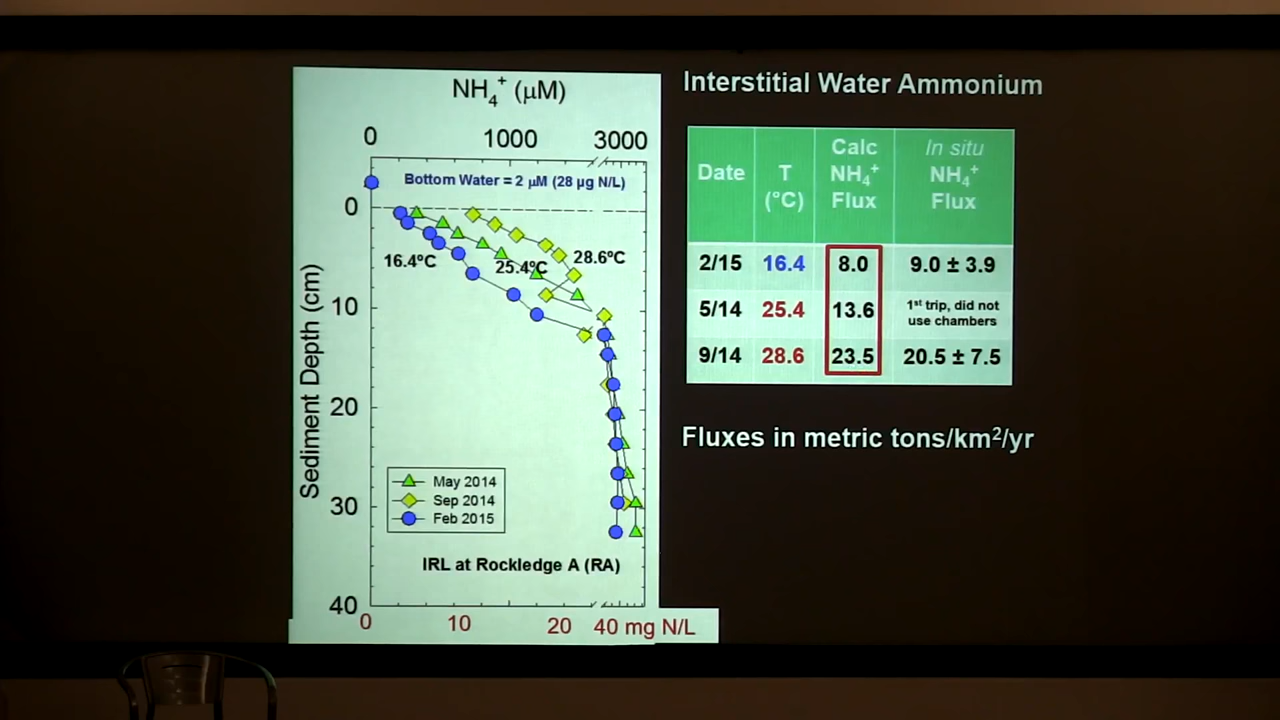 NH₄⁺ (µM)
0 1000 3000
Bottom Water = 2 µM (28 µg N/L)
0
10
20
30
40
Sediment Depth (cm)
16.4ºC
25.4ºC
28.6ºC
May 2014
Sep 2014
Feb 2015
IRL at Rockledge A (RA)
0 10 20 40 mg N/L
Interstitial Water Ammonium
Date
T
(°C)
Calc
NH₄⁺
Flux
In situ
NH₄⁺
Flux
2/15 16.4 8.0 9.0 ± 3.9
5/14 25.4 13.6 1st trip, did not
use chambers
9/14 28.6 23.5 20.5 ± 7.5
Fluxes in metric tons/km²/yr